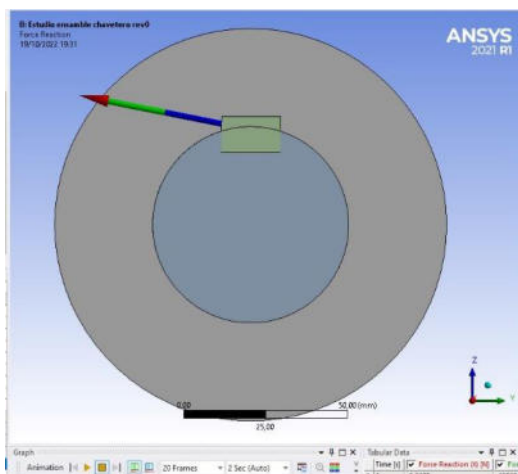 B: Estudio ensamble chavetero rev0
Force Reaction
19/10/2022 19:31
ANSYS
2021 R1
Z
Y
0,00
50,00 (mm)
25,00
Graph
Tabular Data
Animation
20 Frames
2 Sec (Auto)
Time [s]
Force Reaction (X) [N]